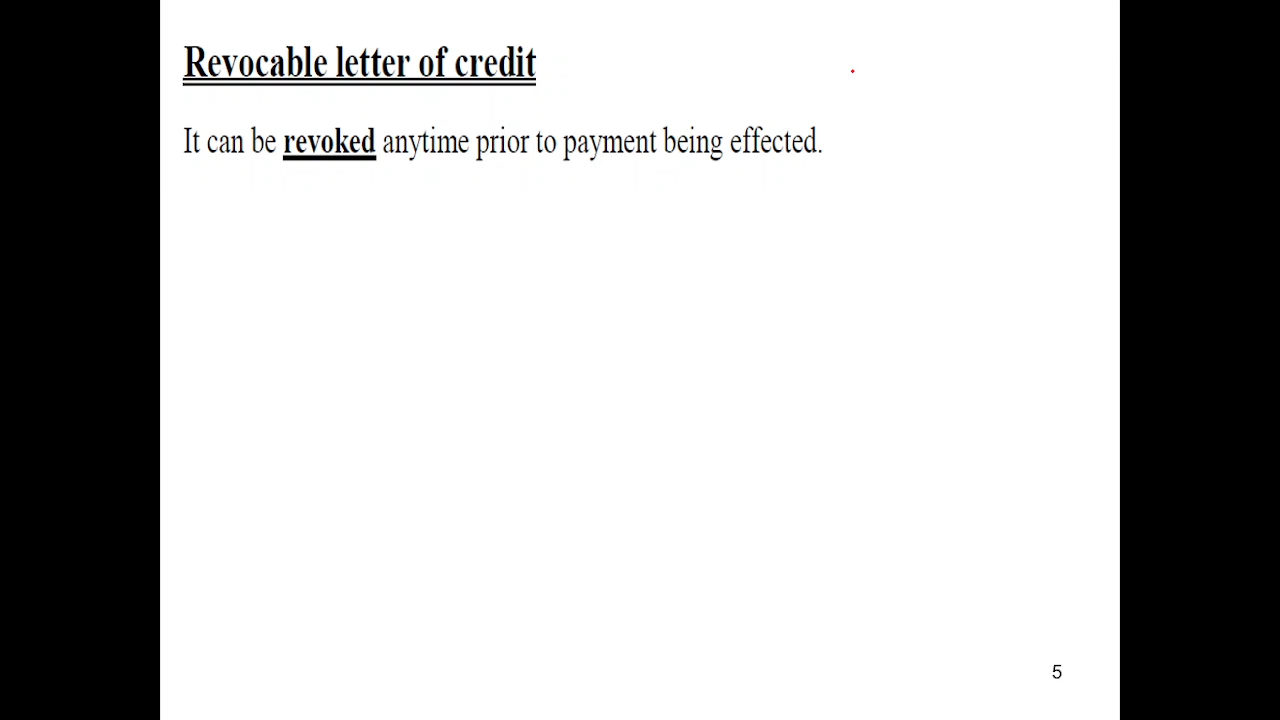 Revocable letter of credit
It can be revoked anytime prior to payment being effected.
5